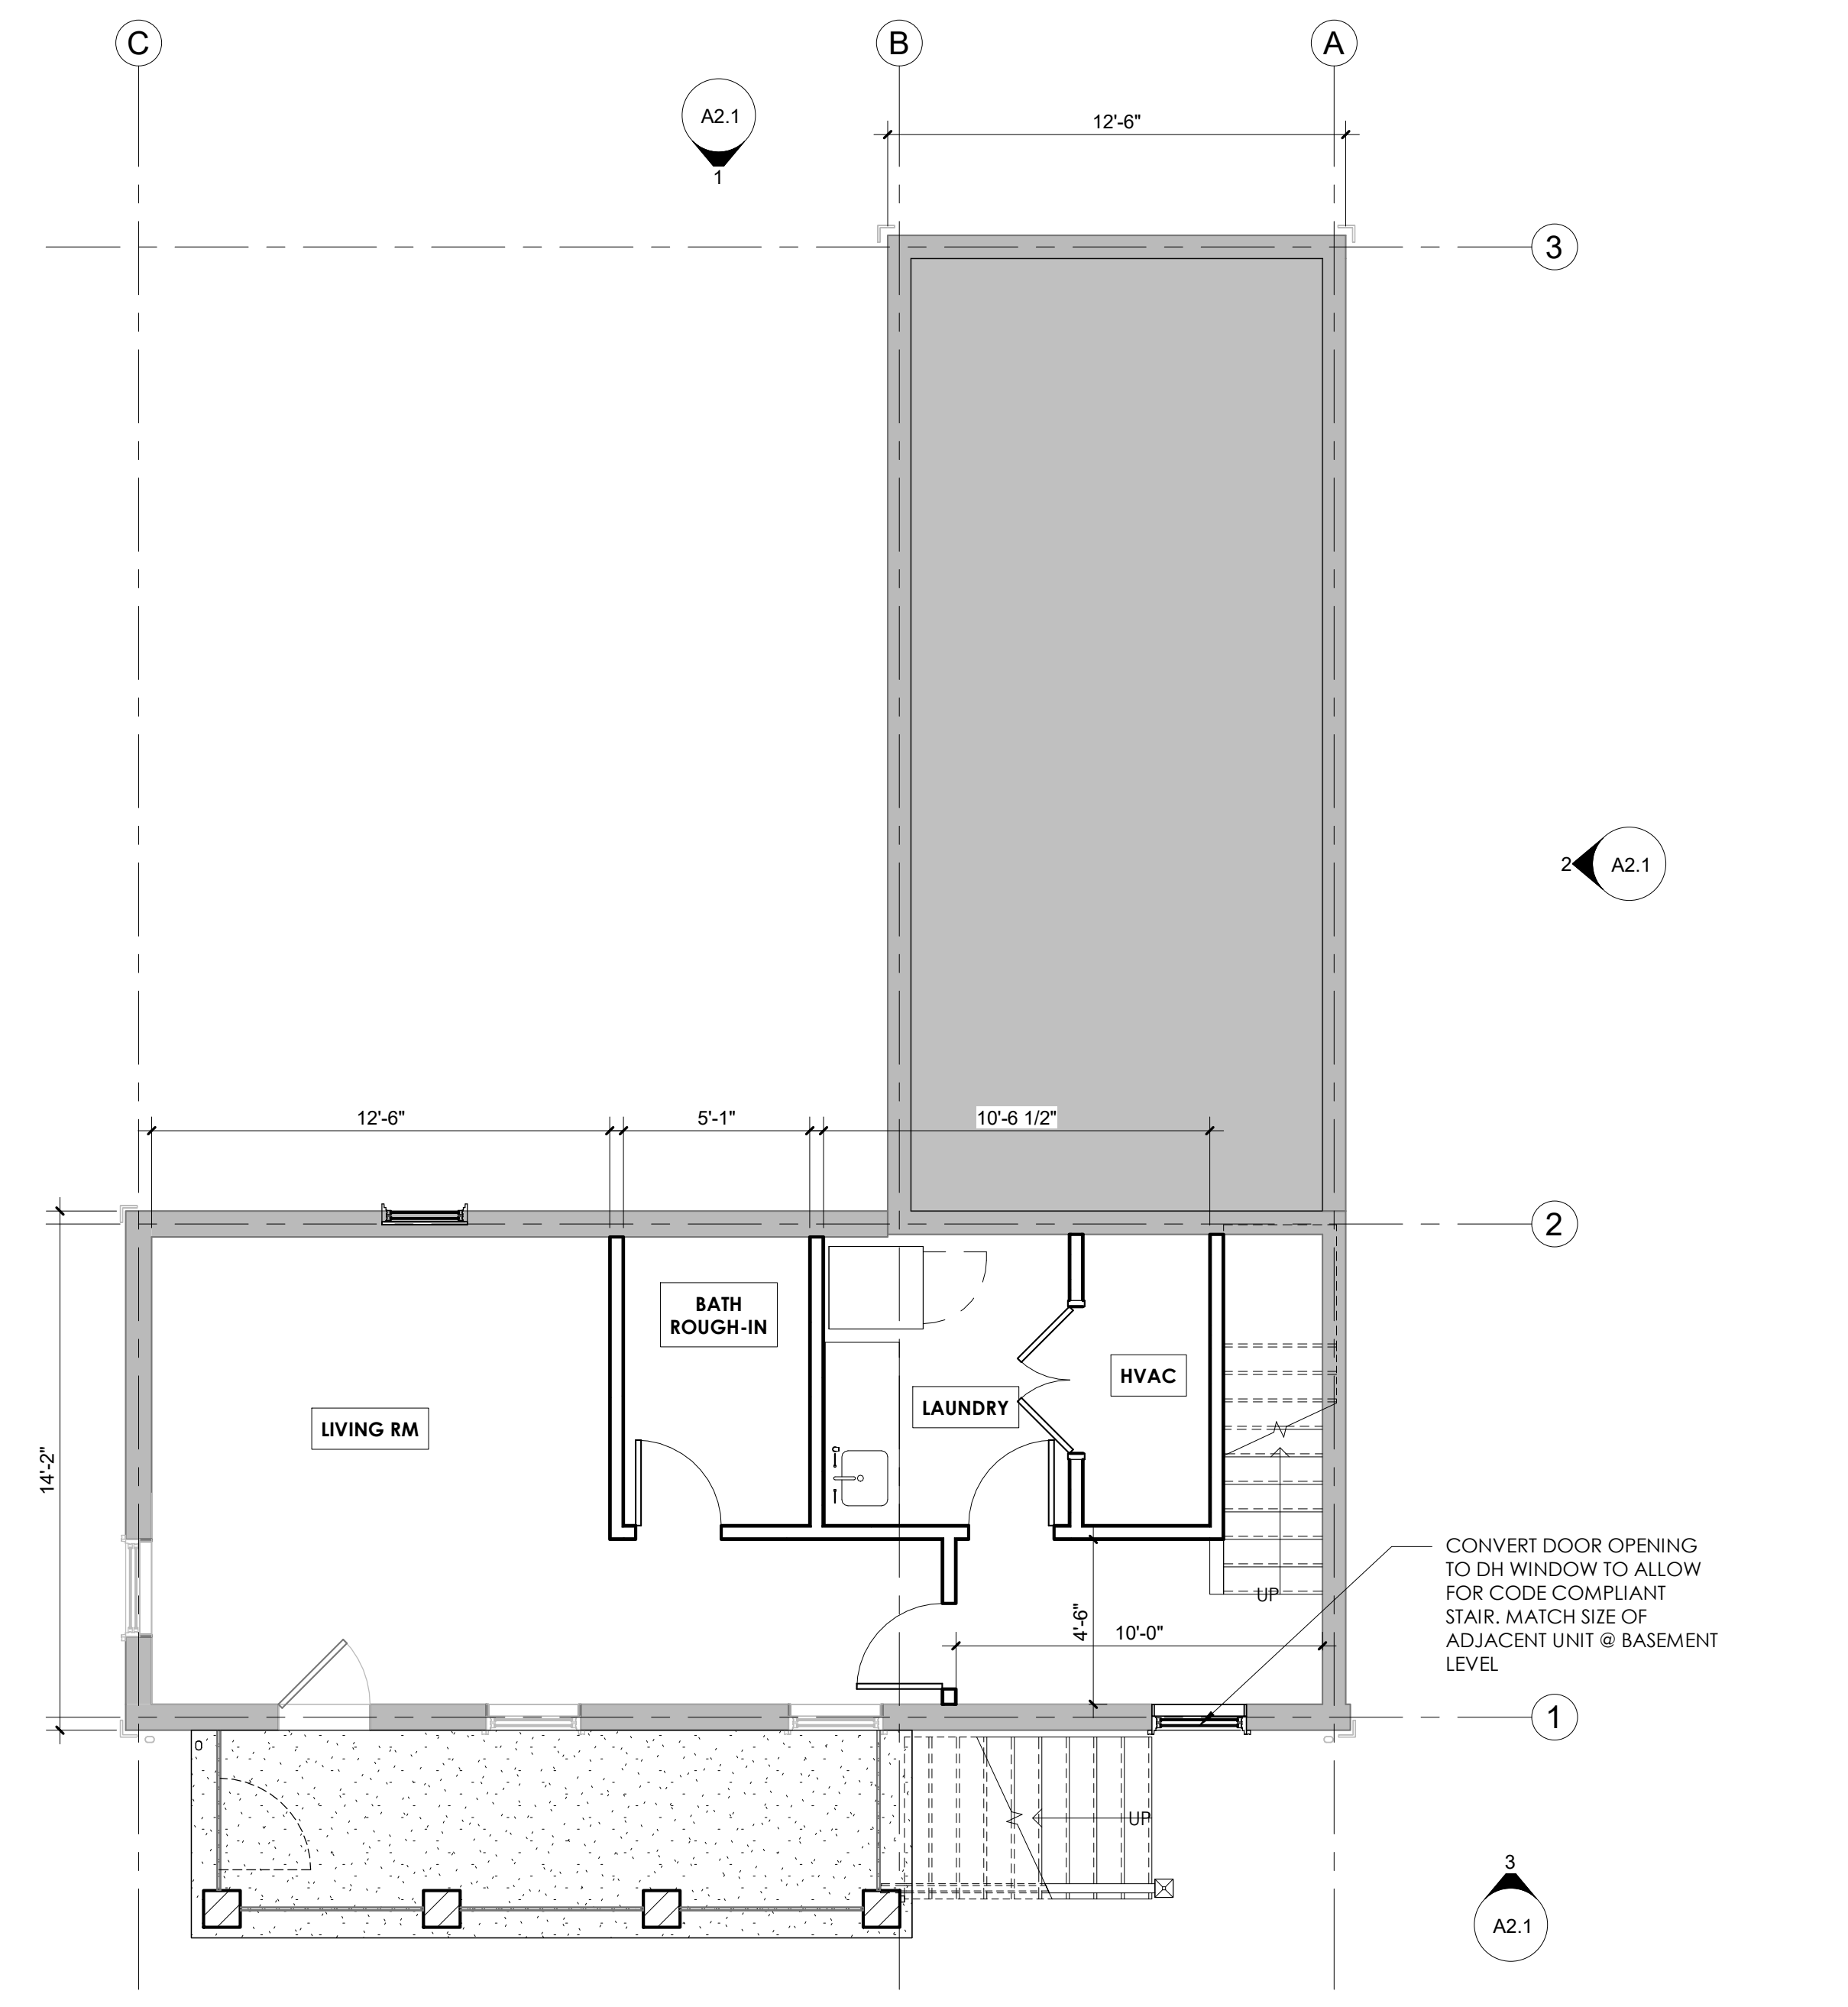 C
B
A
A2.1
1
12'-6"
3
2
A2.1
12'-6"
5'-1"
10'-6 1/2"
2
BATH
ROUGH-IN
HVAC
LAUNDRY
LIVING RM
14'-2"
CONVERT DOOR OPENING
TO DH WINDOW TO ALLOW
FOR CODE COMPLIANT
STAIR. MATCH SIZE OF
ADJACENT UNIT @ BASEMENT
LEVEL
UP
4'-6"
10'-0"
1
UP
3
A2.1